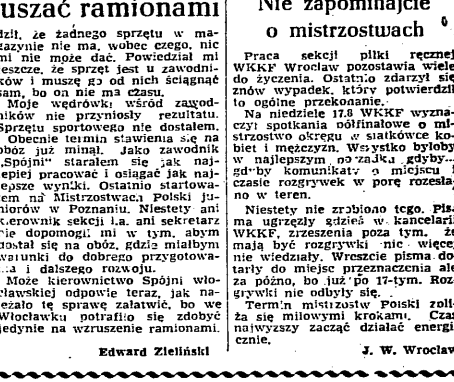 uszać ramionami
dził, że żadnego sprzętu w ma-
gazynie nie ma, wobec czego, nic
mi nie może dać. Powiedział mi
jeszcze, że sprzęt jest u zawodni-
ków i muszę go od nich ściągnąć
sam, bo on nie ma czasu.
Moje wędrówki wśród zawod-
ników nie przyniosły rezultatu.
Sprzętu sportowego nie dostałem.
Obecnie termin stawienia się na
obóz już minął. Jako zawodnik
„Spójni" starałem się jak naj-
lepiej pracować i osiągać jak naj-
lepsze wyniki. Ostatnio startowa-
łem na Mistrzostwach Polski ju-
niorów w Poznaniu. Niestety ani
kierownik sekcji l.a. ani sekretarz
nie dopomogli mi w tym, abym
dostał się na obóz, gdzie miałbym
warunki do dobrego przygotowa-
nia i dalszego rozwoju.
Może kierownictwo Spójni wło-
cławskiej odpowie teraz, jak na-
leżało tę sprawę załatwić, bo we
Włocławku potrafiło się zdobyć
jedynie na wzruszenie ramionami.
Edward Zieliński
Nie zapominajcie
o mistrzostwach
Praca sekcji piłki ręcznej
WKKF Wrocław pozostawia wiele
do życzenia. Ostatnio zdarzył się
znów wypadek, który potwierdził
to ogólne przekonanie.
Na niedzielę 17.8 WKKF wyzna-
czył spotkania półfinałowe o mi-
strzostwo okręgu w siatkówce ko-
biet i mężczyzn. Wszystko byłoby
w najlepszym porządku gdyby...
gdyby komunikaty o miejscu i
czasie rozgrywek w porę rozesła-
no w teren.
Niestety nie zrobiono tego. Pis-
ma ugrzęzły gdzieś w kancelarii
WKKF, zrzeszenia poza tym, że
mają być rozgrywki nic więcej
nie wiedziały. Wreszcie pisma do-
tarły do miejsc przeznaczenia ale
za późno, bo już po 17-tym. Roz-
grywki nie odbyły się.
Termin mistrzostw Polski zbli-
ża się milowymi krokami. Czas
najwyższy zacząć działać energi-
cznie.
J. W. Wrocław